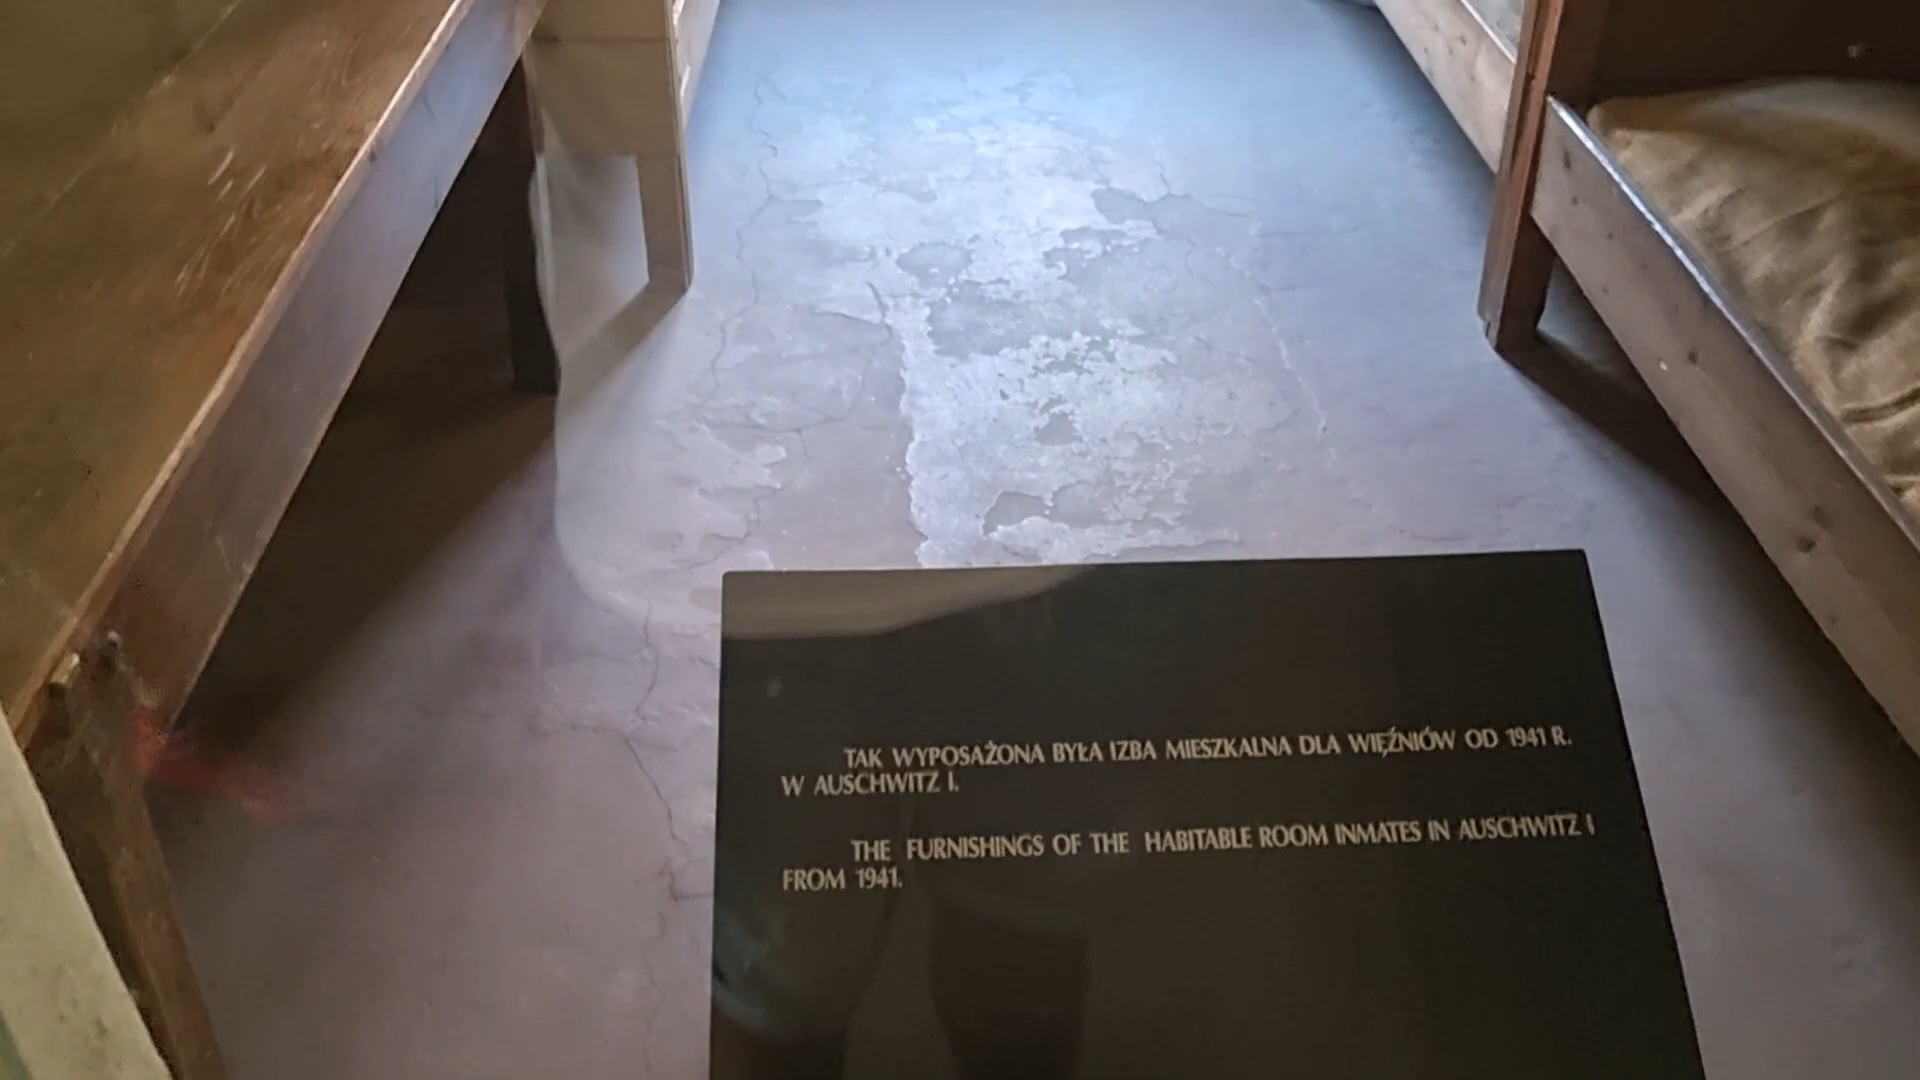 TAK WYPOSAŻONA BYŁA IZBA MIESZKALNA DLA WIĘŹNIÓW OD 1941 R.
W AUSCHWITZ I.
THE FURNISHINGS OF THE HABITABLE ROOM INMATES IN AUSCHWITZ I
FROM 1941.